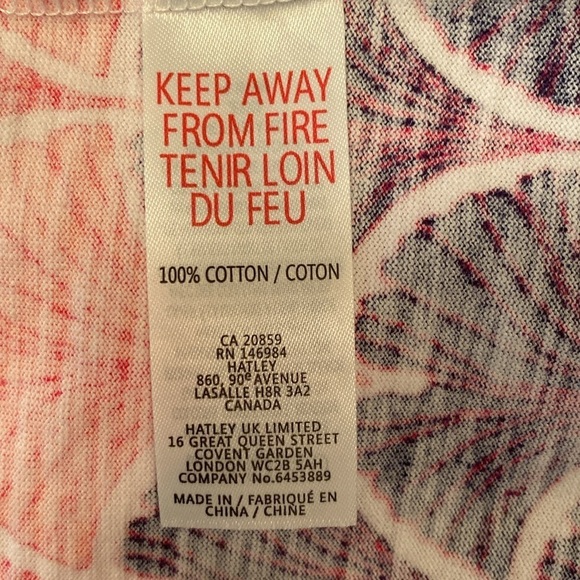 KEEP AWAY
FROM FIRE
TENIR LOIN
DU FEU
100% COTTON / COTON
CA 20859
RN 146984
HATLEY
860, 90e AVENUE
LASALLE H8R 3A2
CANADA
HATLEY UK LIMITED
16 GREAT QUEEN STREET
COVENT GARDEN
LONDON WC2B 5AH
COMPANY No.6453889
MADE IN / FABRIQUÉ EN
CHINA / CHINE